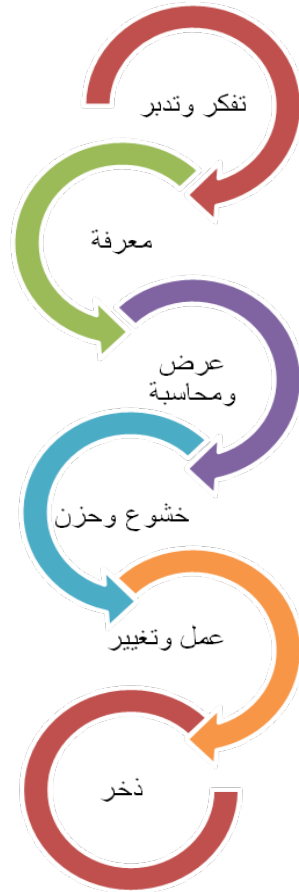 تفكر وتدبر
معرفة
عرض
ومحاسبة
خشوع وحزن
عمل وتغيير
ذخر